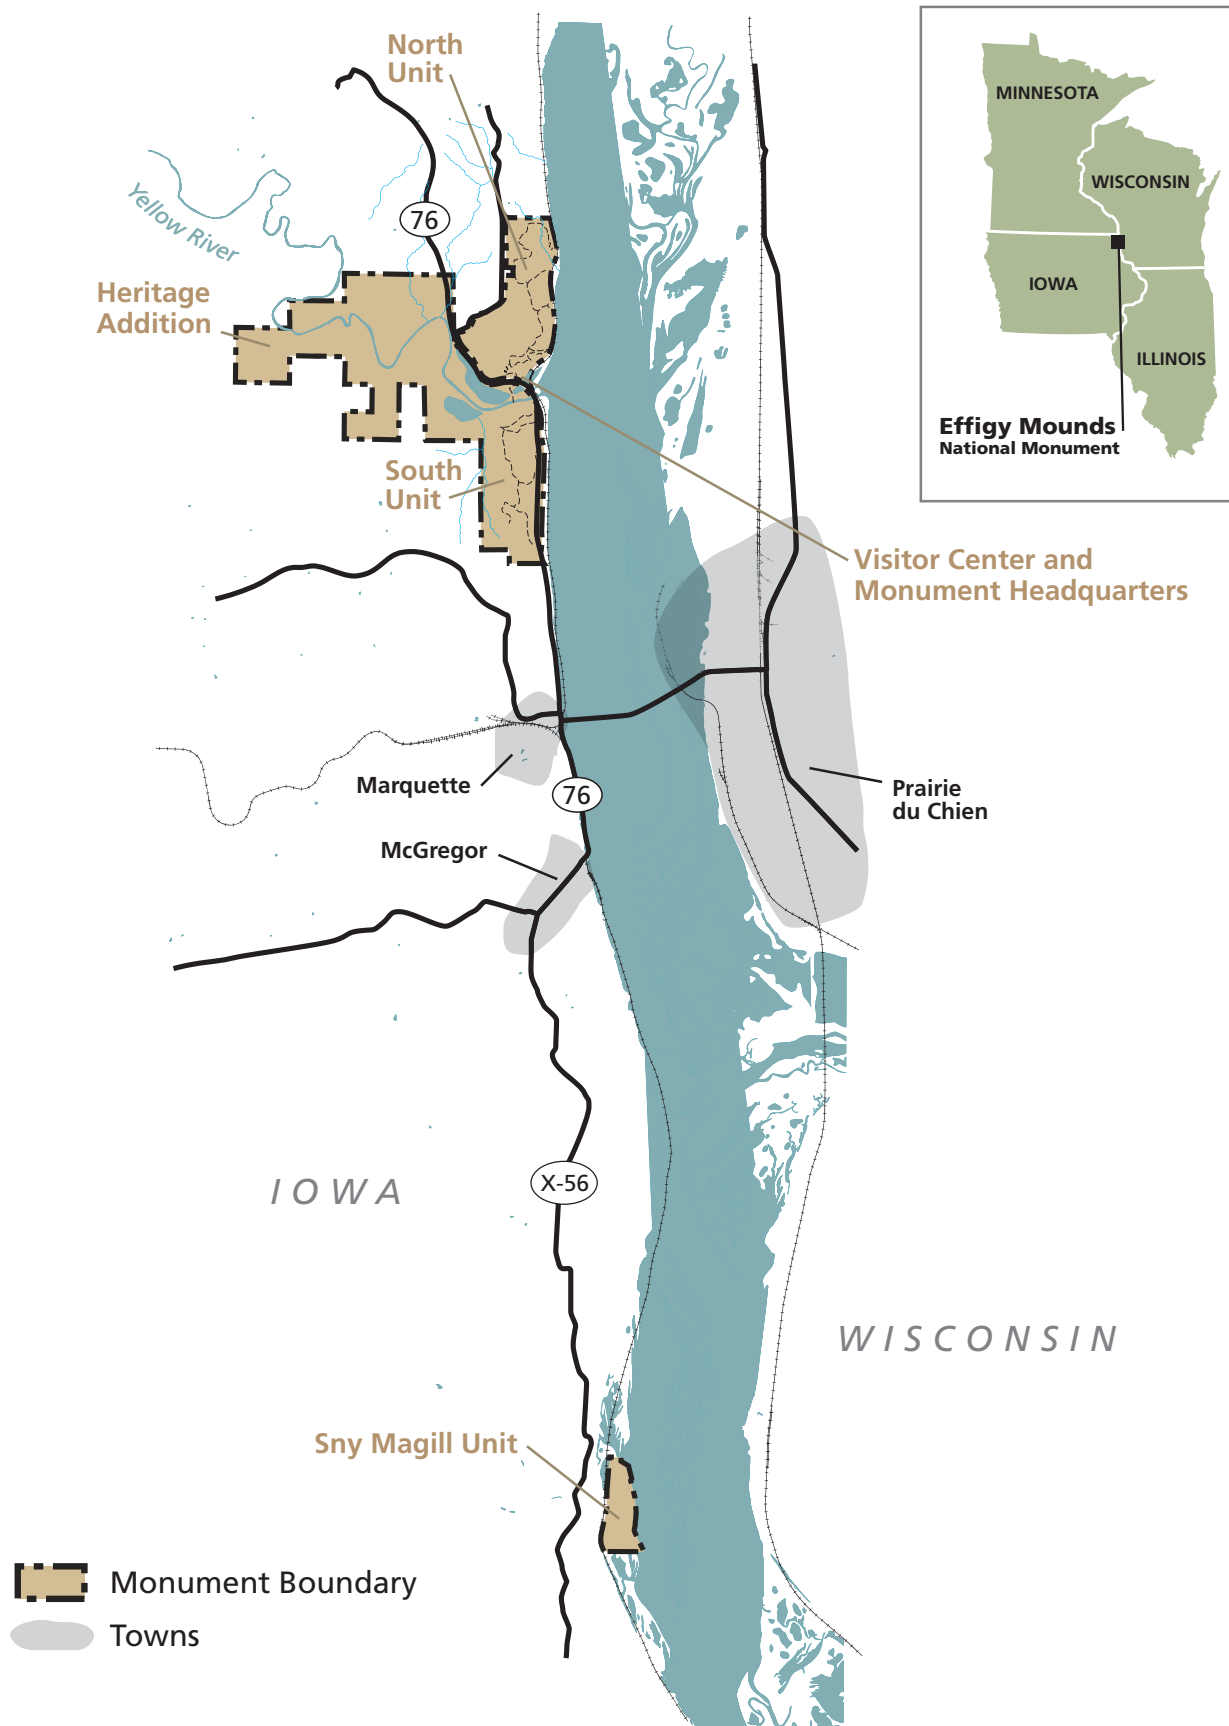 North
Unit
76
Yellow River
Heritage
Addition
South
Unit
Visitor Center and
Monument Headquarters
MINNESOTA
WISCONSIN
IOWA
ILLINOIS
Effigy Mounds
National Monument
Marquette
76
McGregor
Prairie
du Chien
X-56
IOWA
WISCONSIN
Sny Magill Unit
Monument Boundary
Towns